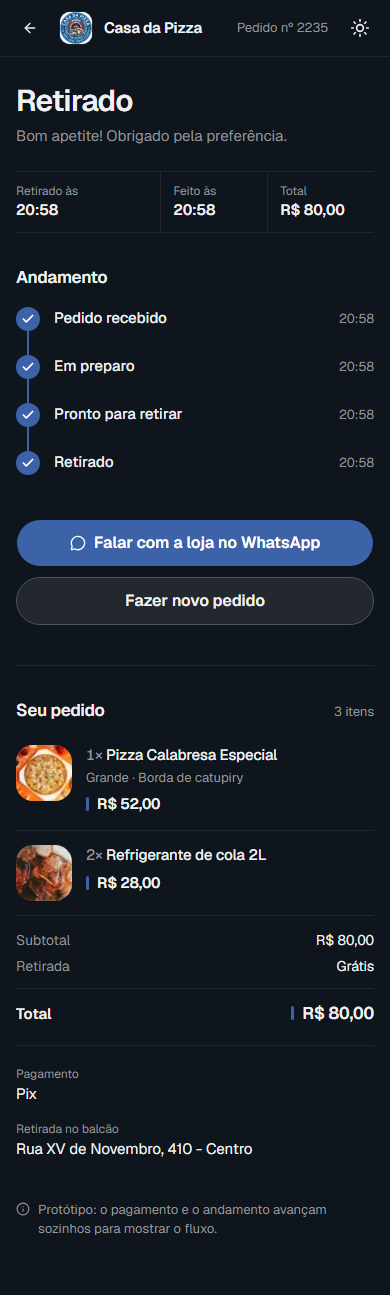 Casa da Pizza
Pedido nº 2235
Retirado
Bom apetite! Obrigado pela preferência.
Retirado às
20:58
Feito às
20:58
Total
R$ 80,00
Andamento
Pedido recebido 20:58
Em preparo 20:58
Pronto para retirar 20:58
Retirado 20:58
Falar com a loja no WhatsApp
Fazer novo pedido
Seu pedido 3 itens
1× Pizza Calabresa Especial
Grande · Borda de catupiry
R$ 52,00
2× Refrigerante de cola 2L
R$ 28,00
Subtotal R$ 80,00
Retirada Grátis
Total R$ 80,00
Pagamento
Pix
Retirada no balcão
Rua XV de Novembro, 410 - Centro
Protótipo: o pagamento e o andamento avançam
sozinhos para mostrar o fluxo.